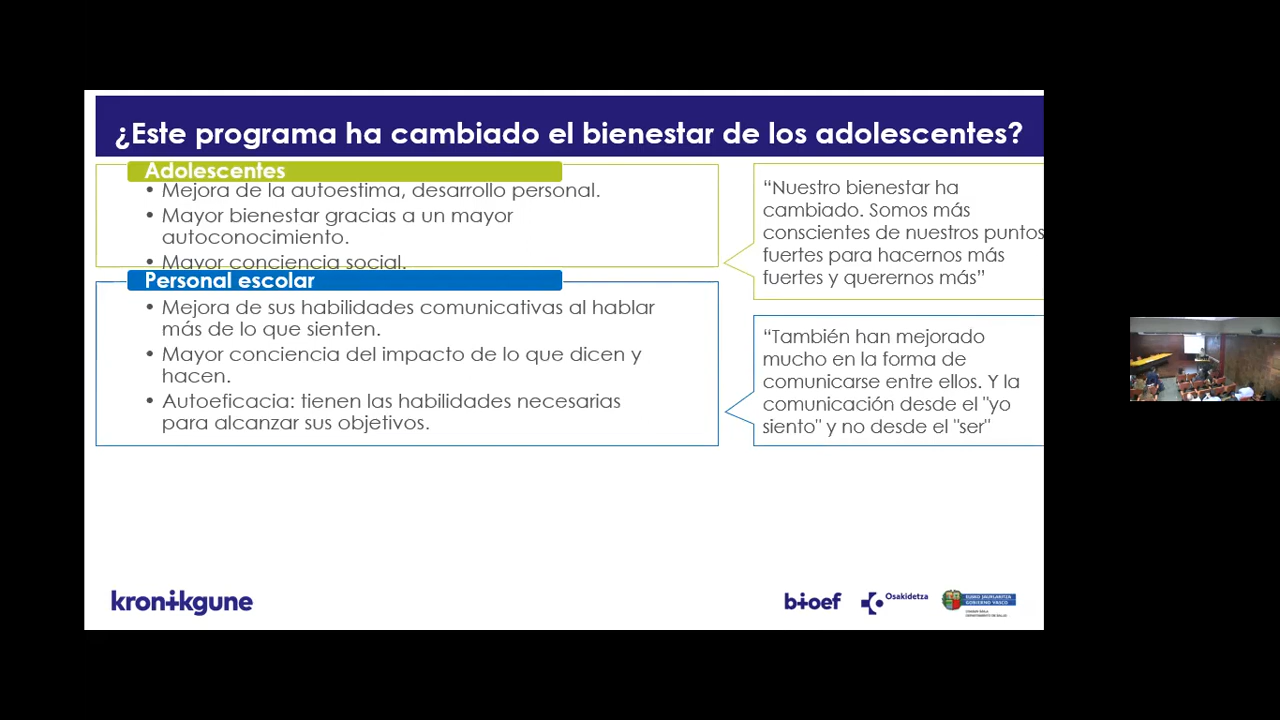 ¿Este programa ha cambiado el bienestar de los adolescentes?
Adolescentes
• Mejora de la autoestima, desarrollo personal.
• Mayor bienestar gracias a un mayor
autoconocimiento.
• Mayor conciencia social.
“Nuestro bienestar ha
cambiado. Somos más
conscientes de nuestros puntos
fuertes para hacernos más
fuertes y querernos más”
Personal escolar
• Mejora de sus habilidades comunicativas al hablar
más de lo que sienten.
• Mayor conciencia del impacto de lo que dicen y
hacen.
• Autoeficacia: tienen las habilidades necesarias
para alcanzar sus objetivos.
“También han mejorado
mucho en la forma de
comunicarse entre ellos. Y la
comunicación desde el "yo
siento" y no desde el "ser"
kronikgune
bioef
Osakidetza
EUSKO JAURLARITZA
GOBIERNO VASCO
DEPARTAMENTO DE SALUD